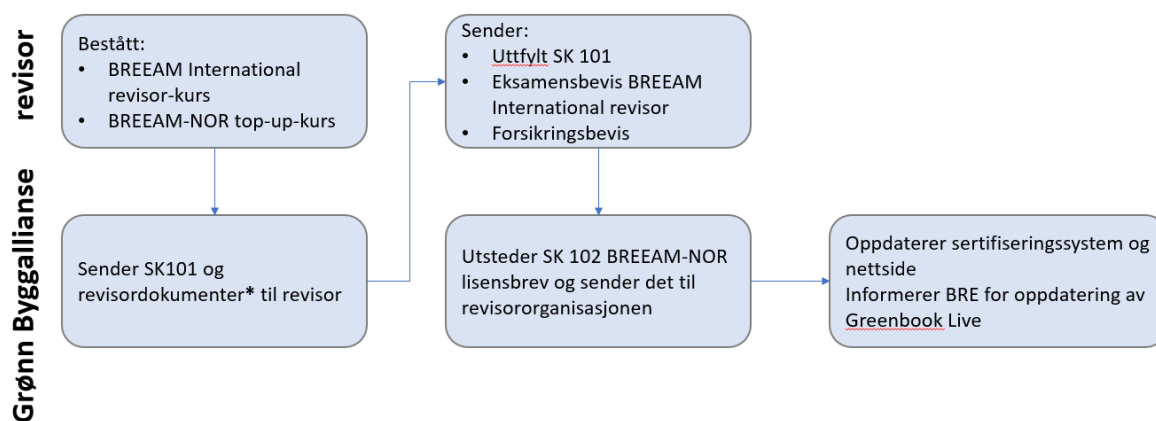 revisor
Bestått:
• BREEAM International
revisor-kurs
• BREEAM-NOR top-up-kurs
Sender:
• Uttfylt SK 101
• Eksamensbevis BREEAM
International revisor
• Forsikringsbevis
Grønn Byggallianse
Sender SK101 og
revisordokumenter* til revisor
Utsteder SK 102 BREEAM-NOR
lisensbrev og sender det til
revisororganisasjonen
Oppdaterer sertifiseringssystem og
nettside
Informerer BRE for oppdatering av
Greenbook Live